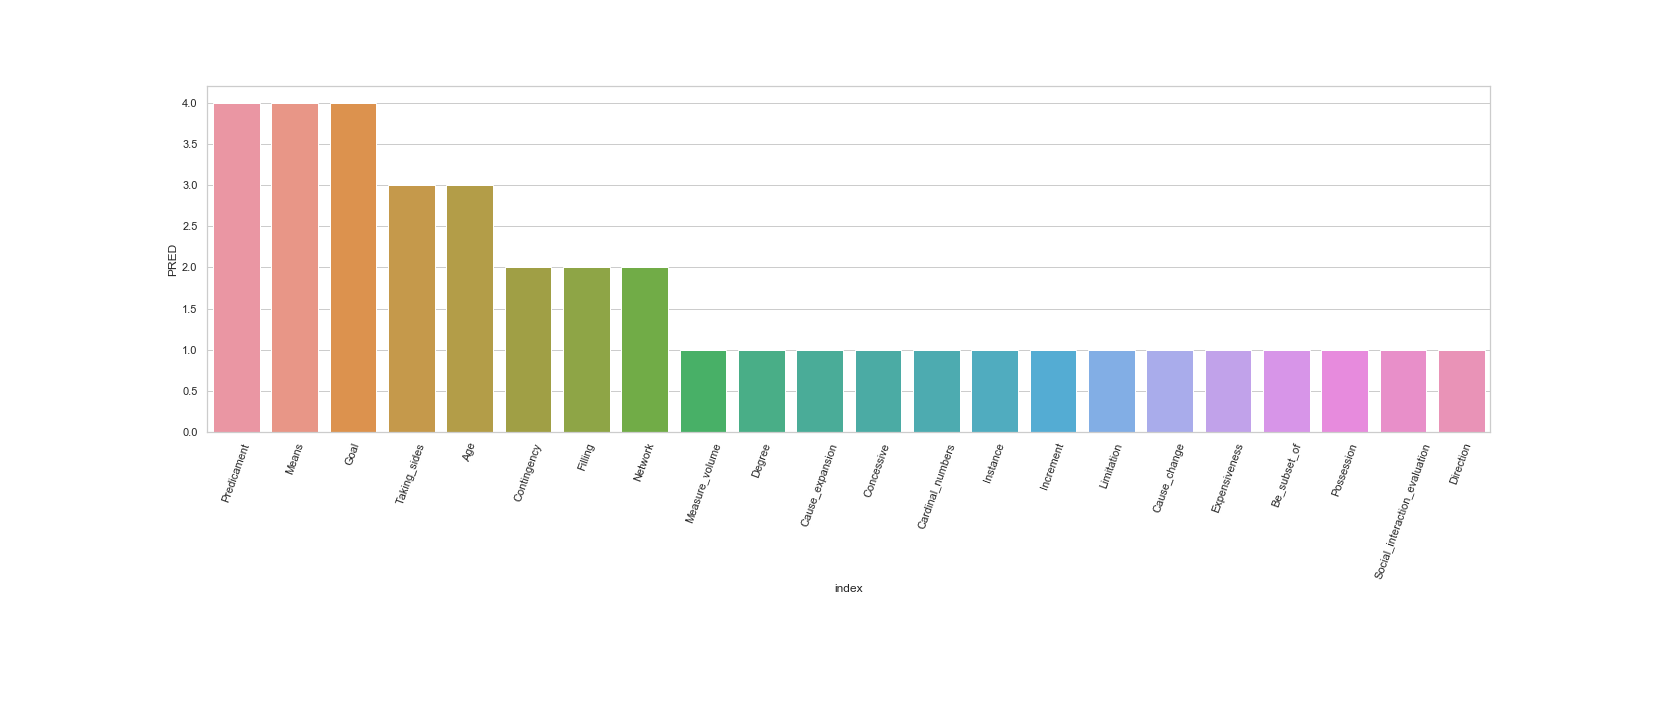 4.0
3.5
3.0
2.5
2.0
1.5
1.0
0.5
0.0
PRED
Predicament
Means
Goal
Taking_sides
Age
Contingency
Filling
Network
Measure_volume
Degree
Cause_expansion
Concessive
Cardinal_numbers
Instance
Increment
Limitation
Cause_change
Expensiveness
Be_subset_of
Possession
Social_interaction_evaluation
Direction
index